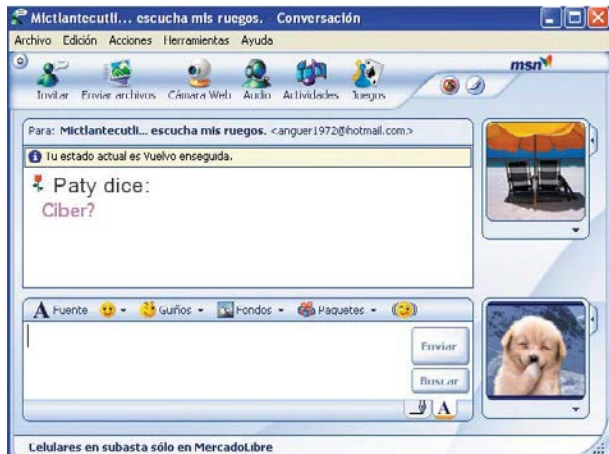 Mictlantecutli... escucha mis ruegos. - Conversación
Archivo Edición Acciones Herramientas Ayuda
msn
Invitar Enviar archivos Cámara Web Audio Actividades Juegos
Para: Mictlantecutli... escucha mis ruegos. <anguer1972@hotmail.com>
Tu estado actual es Vuelvo enseguida.
Paty dice:
Ciber?
A Fuente Guiños Fondos Paquetes
Enviar
Buscar
A
Celulares en subasta sólo en MercadoLibre